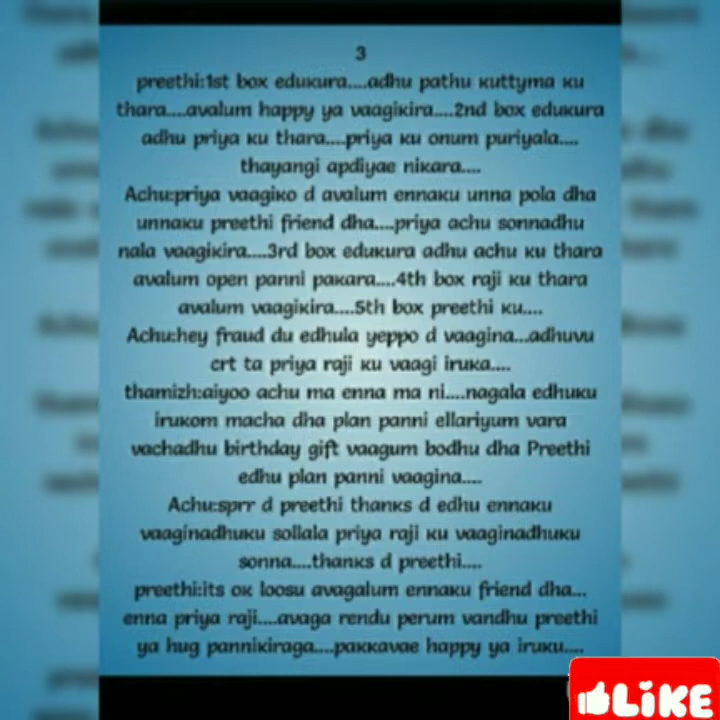 3
preethi:1st box edukura....adhu pathu kuttyma ku
thara....avalum happy ya vaagikira....2nd box edukura
adhu priya ku thara....priya ku onum puriyala....
thayangi apdiyae nikara....
Achu:priya vaagiko d avalum ennaku unna pola dha
unnaku preethi friend dha....priya achu sonnadhu
nala vaagikira....3rd box edukura adhu achu ku thara
avalum open panni pakara....4th box raji ku thara
avalum vaagikira....5th box preethi ku....
Achu:hey fraud du edhula yeppo d vaagina...adhuvu
crt ta priya raji ku vaagi iruka....
thamizh:aiyoo achu ma enna ma ni....nagala edhuku
irukom macha dha plan panni ellariyum vara
vachadhu birthday gift vaagum bodhu dha Preethi
edhu plan panni vaagina....
Achu:sprr d preethi thanks d edhu ennaku
vaaginadhuku sollala priya raji ku vaaginadhuku
sonna....thanks d preethi....
preethi:its ok loosu avagalum ennaku friend dha...
enna priya raji....avaga rendu perum vandhu preethi
ya hug pannikiraga....pakkavae happy ya iruku....
LiKE